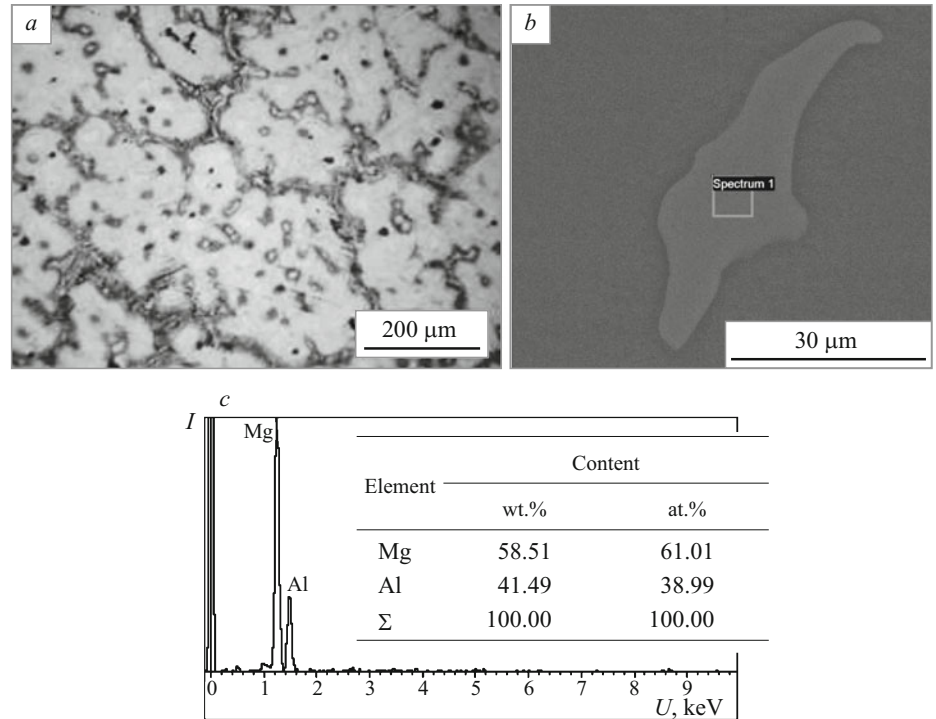 a
b
Spectrum 1
200 μm
30 μm
c
I
Mg
Al
Element
Content
wt.%
at.%
Mg 58.51 61.01
Al 41.49 38.99
Σ 100.00 100.00
0 1 2 3 4 5 6 7 8 9
U, keV